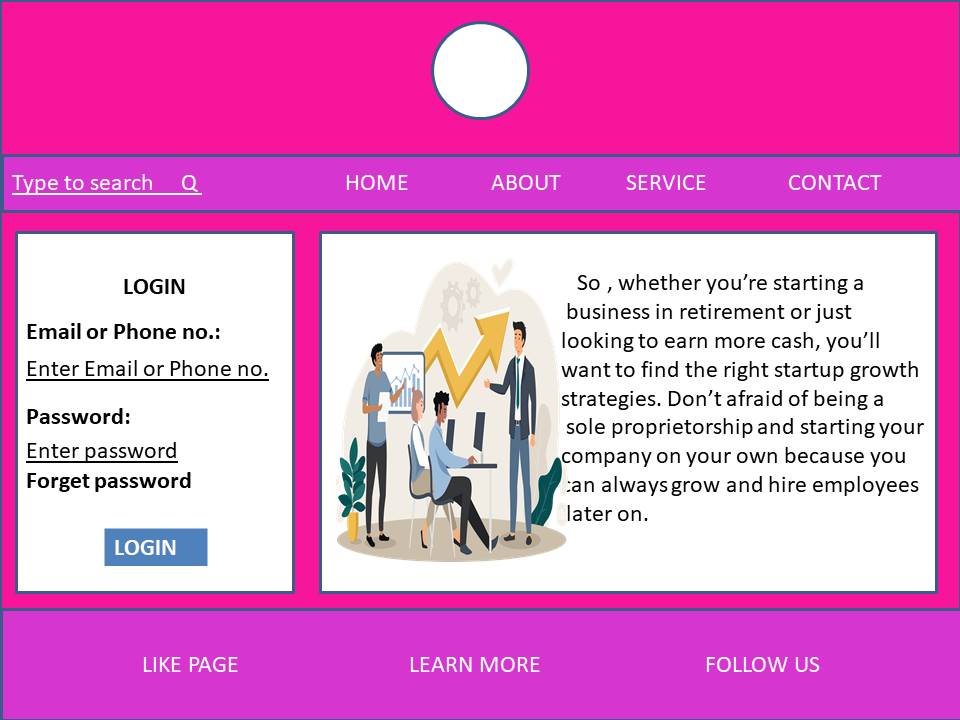 Type to search Q
HOME ABOUT SERVICE CONTACT
LOGIN
Email or Phone no.:
Enter Email or Phone no.
Password:
Enter password
Forget password
LOGIN
So , whether you’re starting a
business in retirement or just
looking to earn more cash, you’ll
want to find the right startup growth
strategies. Don’t afraid of being a
sole proprietorship and starting your
company on your own because you
can always grow and hire employees
later on.
LIKE PAGE LEARN MORE FOLLOW US